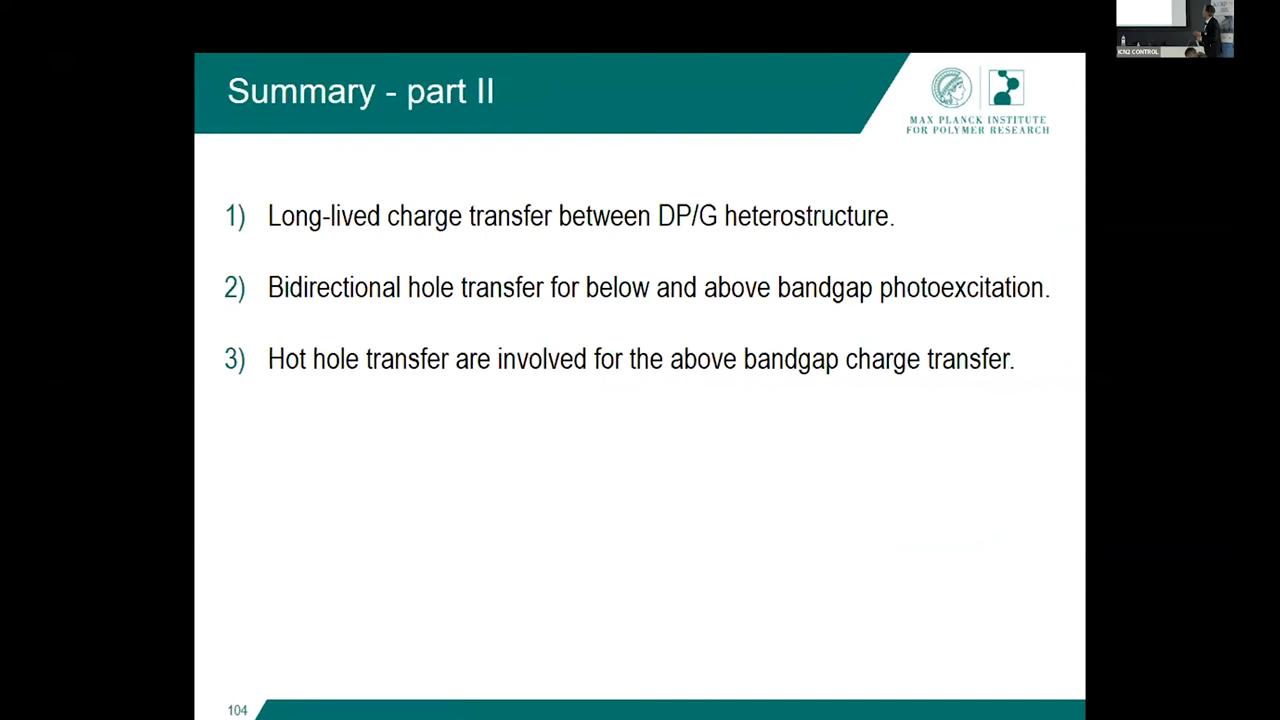 Summary - part II
MAX PLANCK INSTITUTE
FOR POLYMER RESEARCH
1) Long-lived charge transfer between DP/G heterostructure.
2) Bidirectional hole transfer for below and above bandgap photoexcitation.
3) Hot hole transfer are involved for the above bandgap charge transfer.
104
ICN2 CONTROL